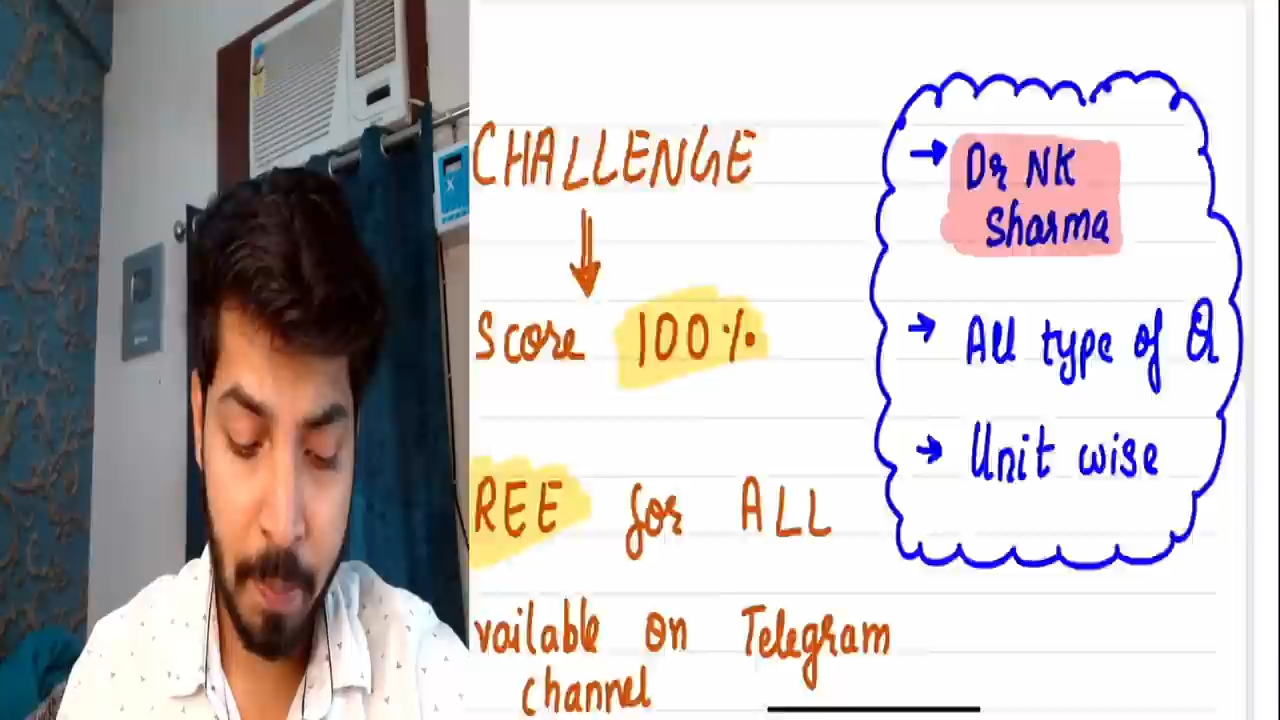 CHALLENGE
Score 100%
REE for ALL
vailable on Telegram
channel
→ Dr NK
Sharma
→ All type of Q
→ Unit wise